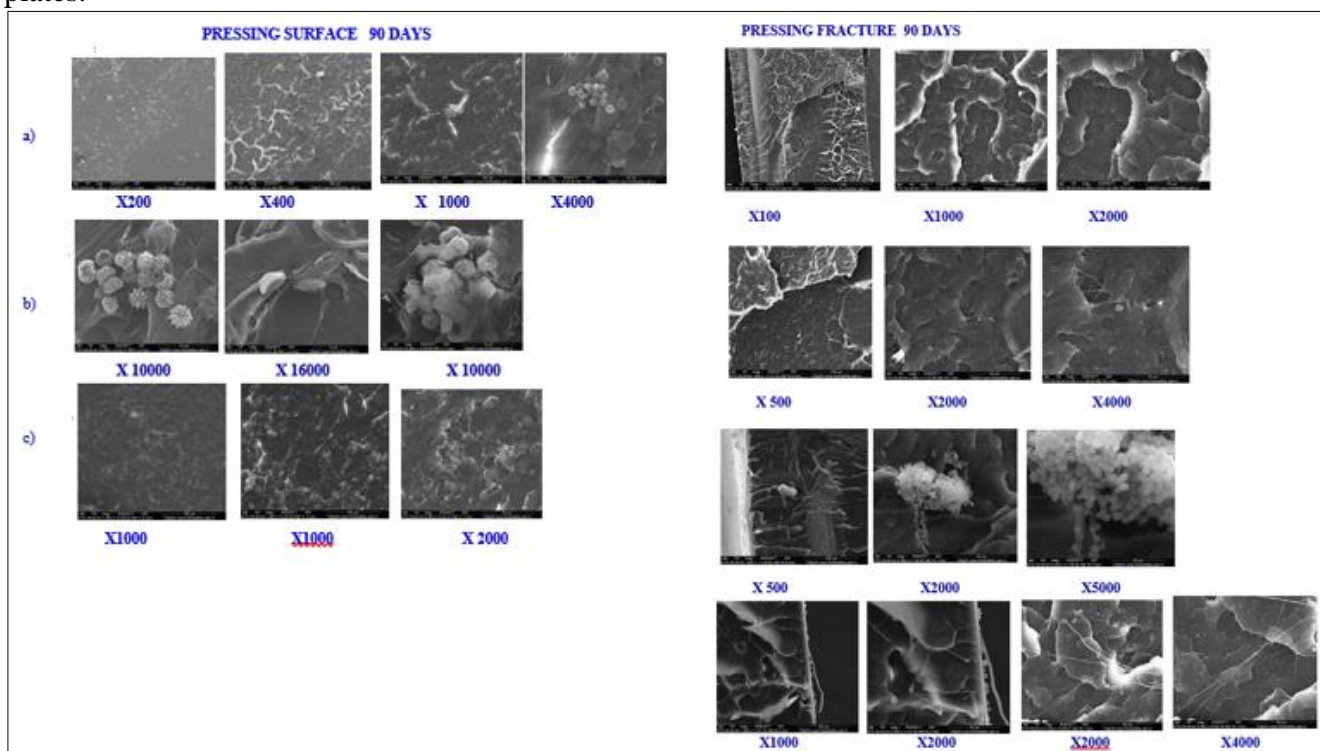 plates.
PRESSING SURFACE 90 DAYS
a)
X200 X400 X 1000 X4000
b)
X 10000 X 16000 X 10000
c)
X1000 X1000 X 2000
PRESSING FRACTURE 90 DAYS
X100 X1000 X2000
X 500 X2000 X4000
X 500 X2000 X5000
X1000 X2000 X2000 X4000